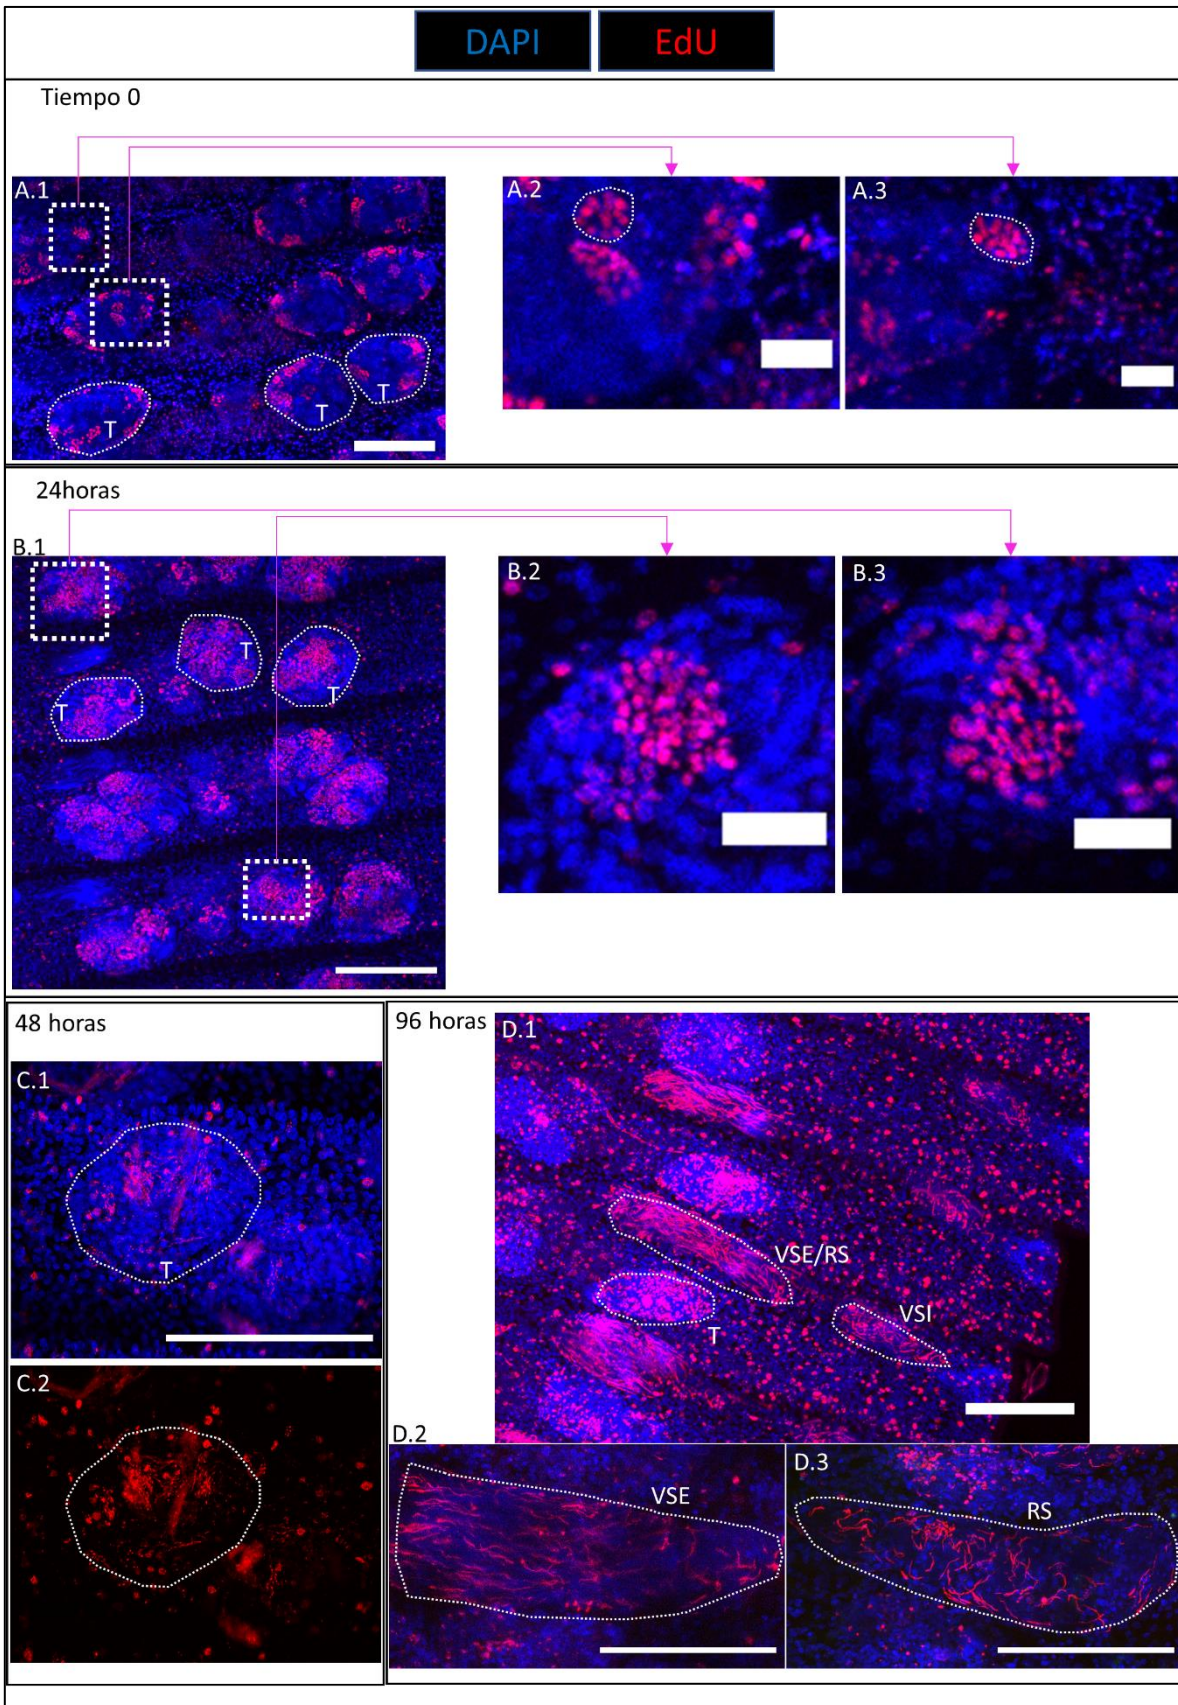 DAPI EdU
Tiempo 0
A.1 A.2 A.3
T T T
24horas
B.1 B.2 B.3
T T T
48 horas
C.1
T
C.2
96 horas
D.1
VSE/RS
T
VSI
D.2
VSE
D.3
RS